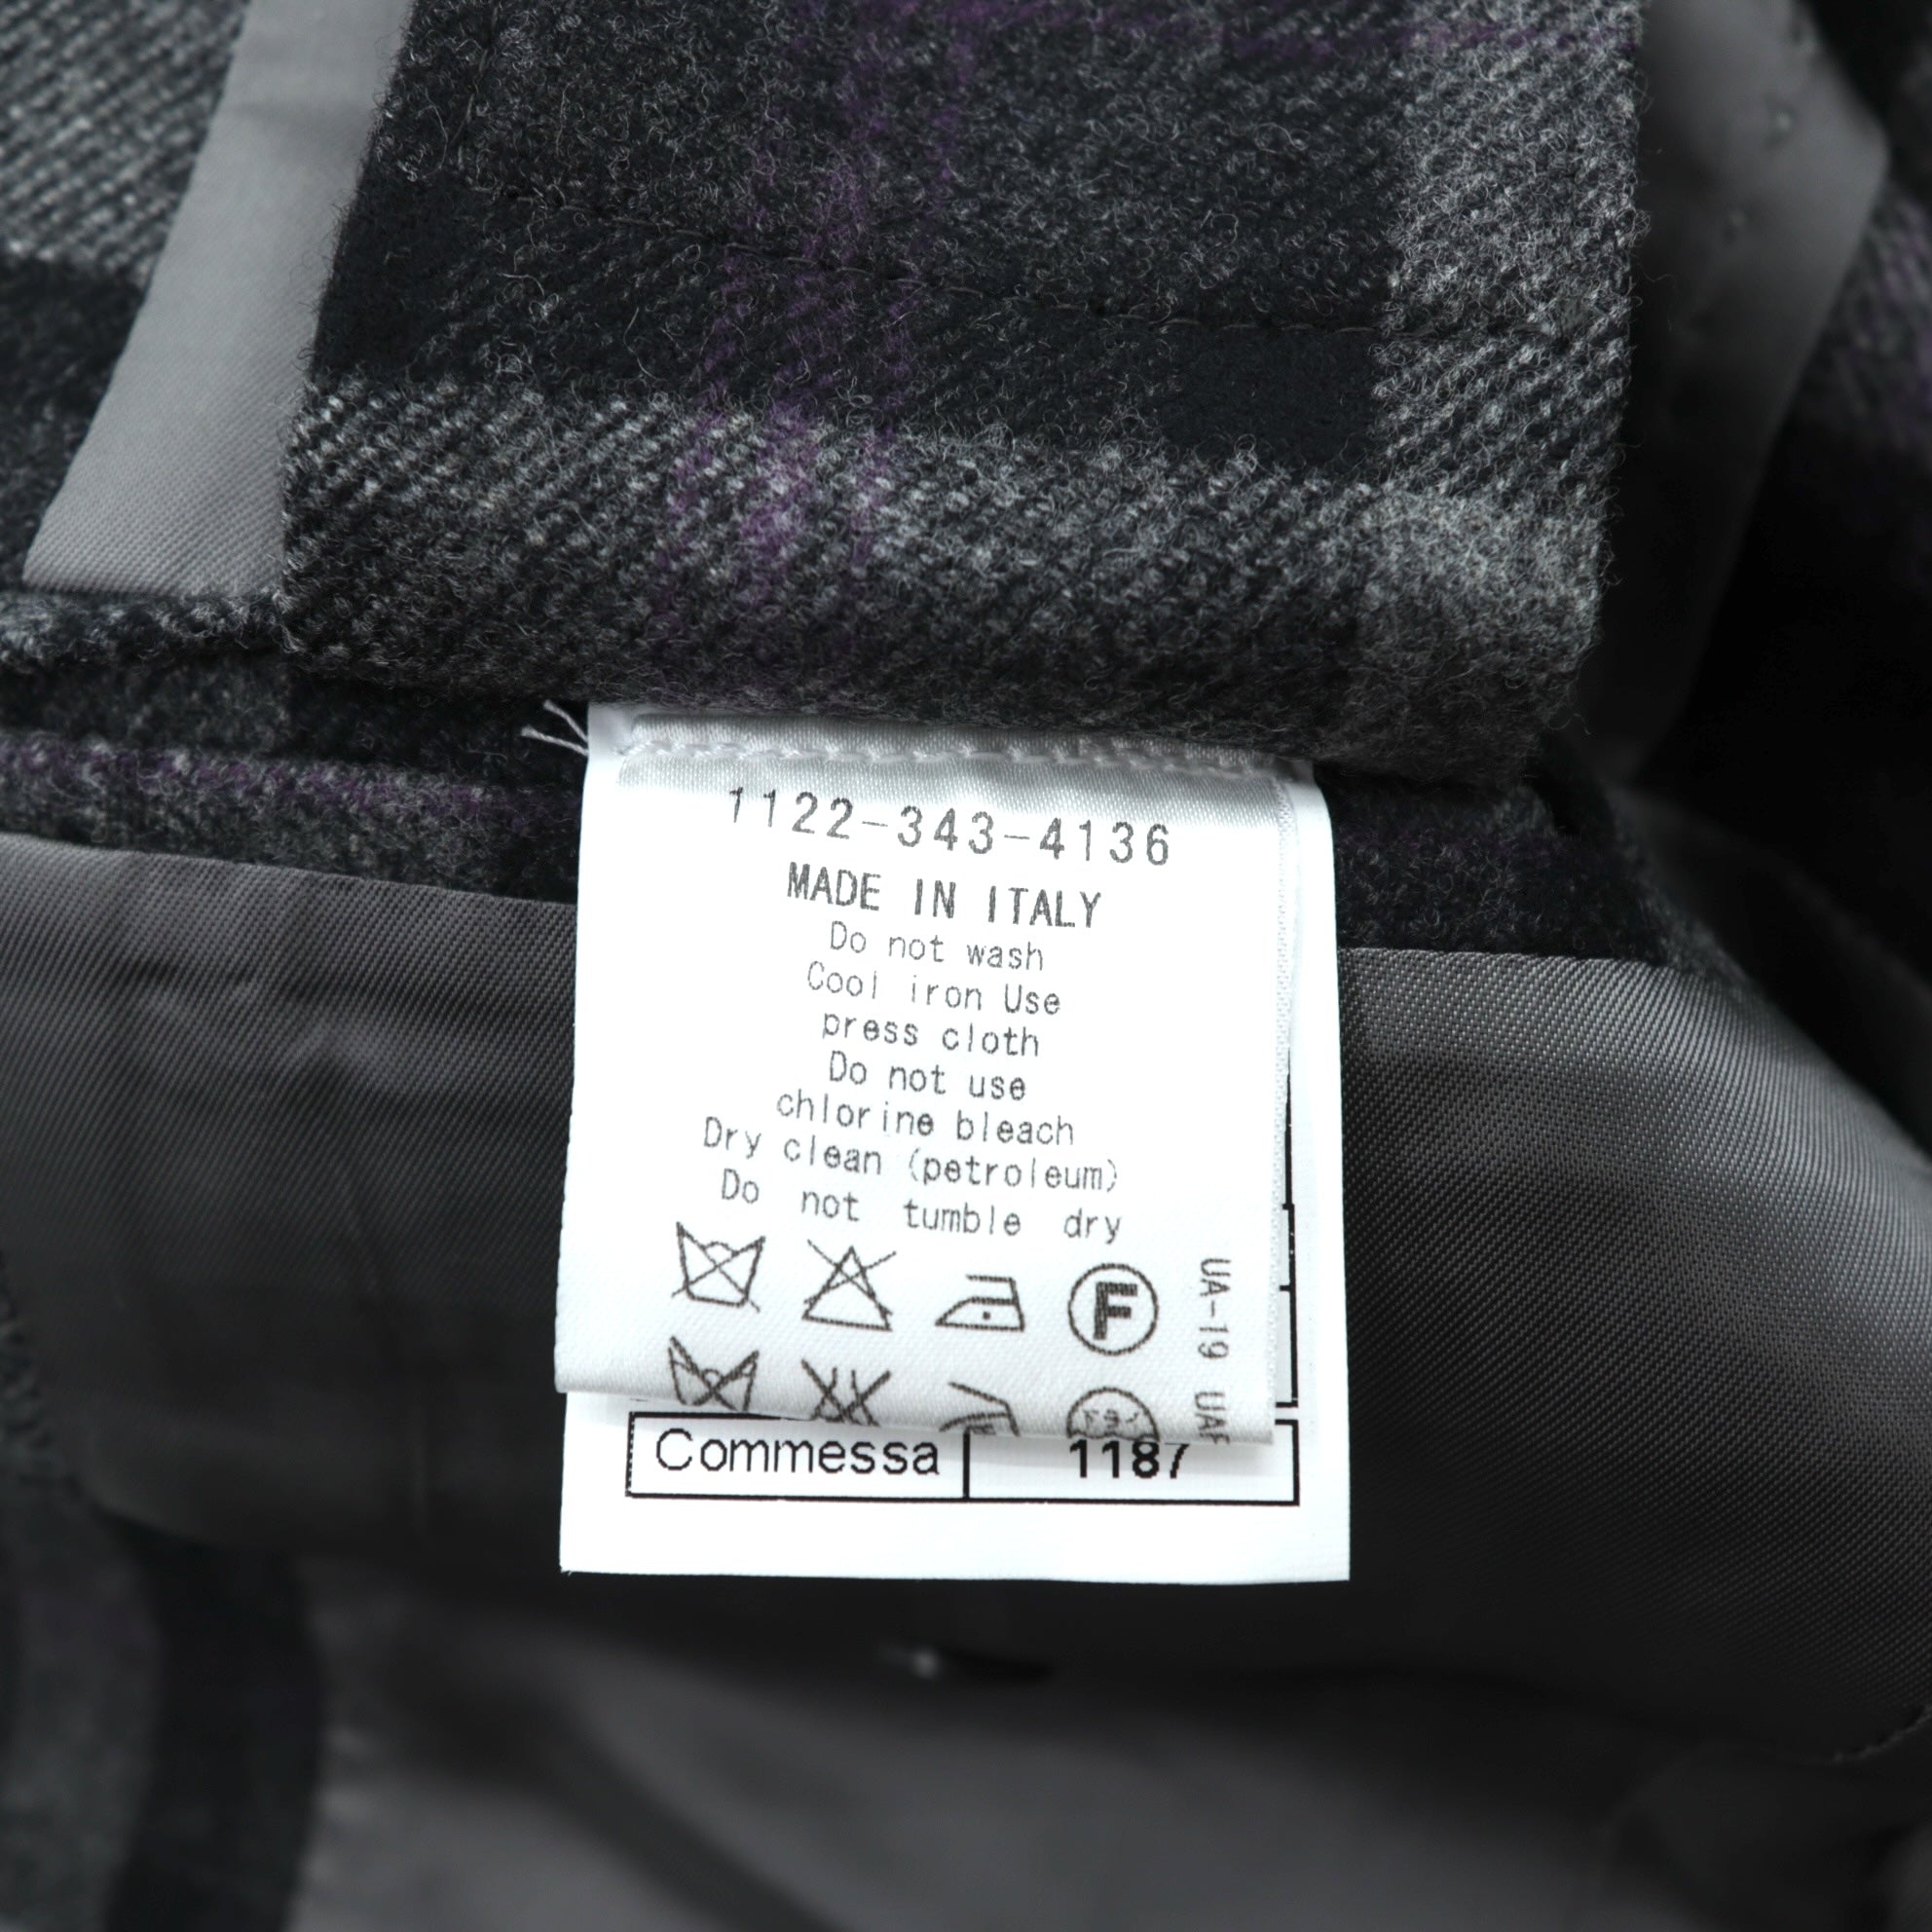 1122-343-4136
MADE IN ITALY
Do not wash
Cool iron Use
press cloth
Do not use
chlorine bleach
Dry clean (petroleum)
Do not tumble dry
F
UA-19 UAF
Commessa 1187